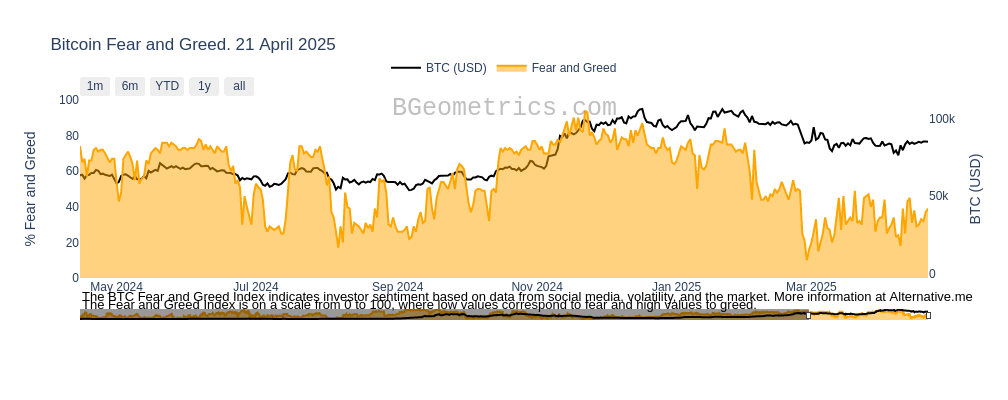 Bitcoin Fear and Greed. 21 April 2025
BTC (USD) Fear and Greed
1m 6m YTD 1y all
BGeometrics.com
100
80
60
40
20
0
% Fear and Greed
100k
50k
0
BTC (USD)
May 2024 Jul 2024 Sep 2024 Nov 2024 Jan 2025 Mar 2025
The BTC Fear and Greed Index indicates investor sentiment based on data from social media, volatility, and the market. More information at Alternative.me
The Fear and Greed Index is on a scale from 0 to 100, where low values correspond to fear and high values to greed.